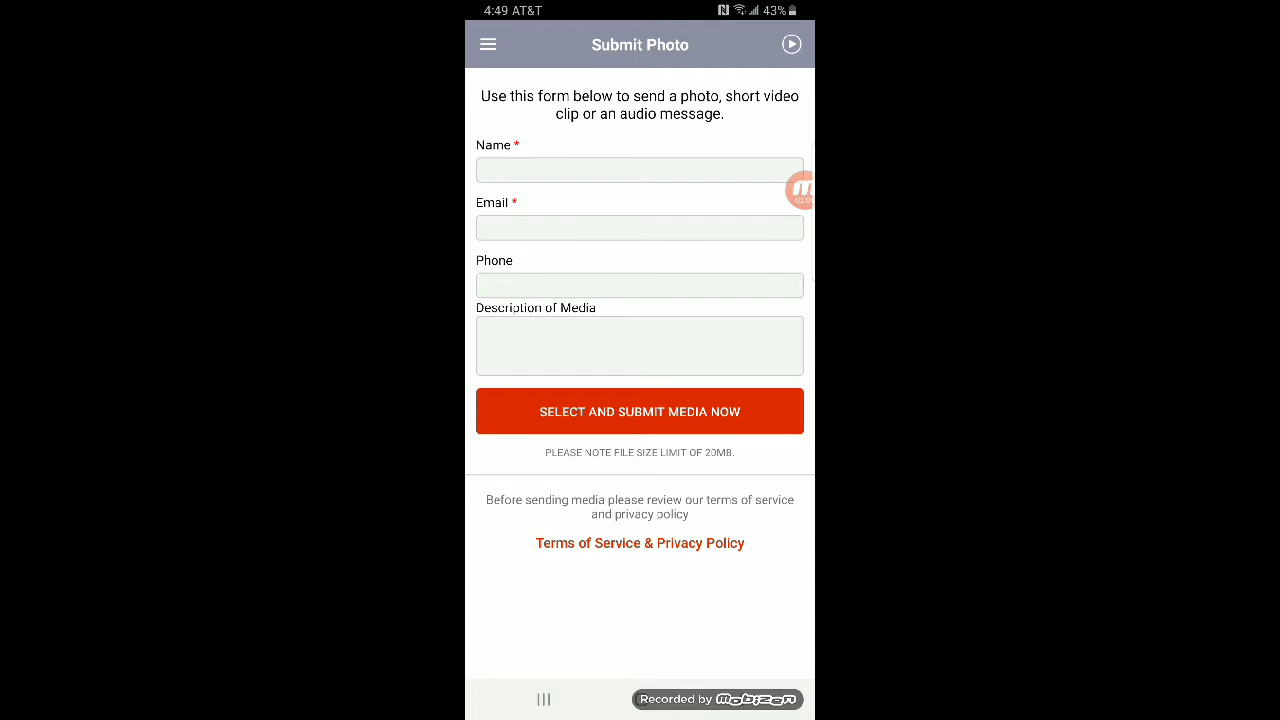 4:49 AT&T 43%
Submit Photo
Use this form below to send a photo, short video
clip or an audio message.
Name *
Email *
Phone
Description of Media
SELECT AND SUBMIT MEDIA NOW
PLEASE NOTE FILE SIZE LIMIT OF 20MB.
Before sending media please review our terms of service
and privacy policy
Terms of Service & Privacy Policy
Recorded by mobizen